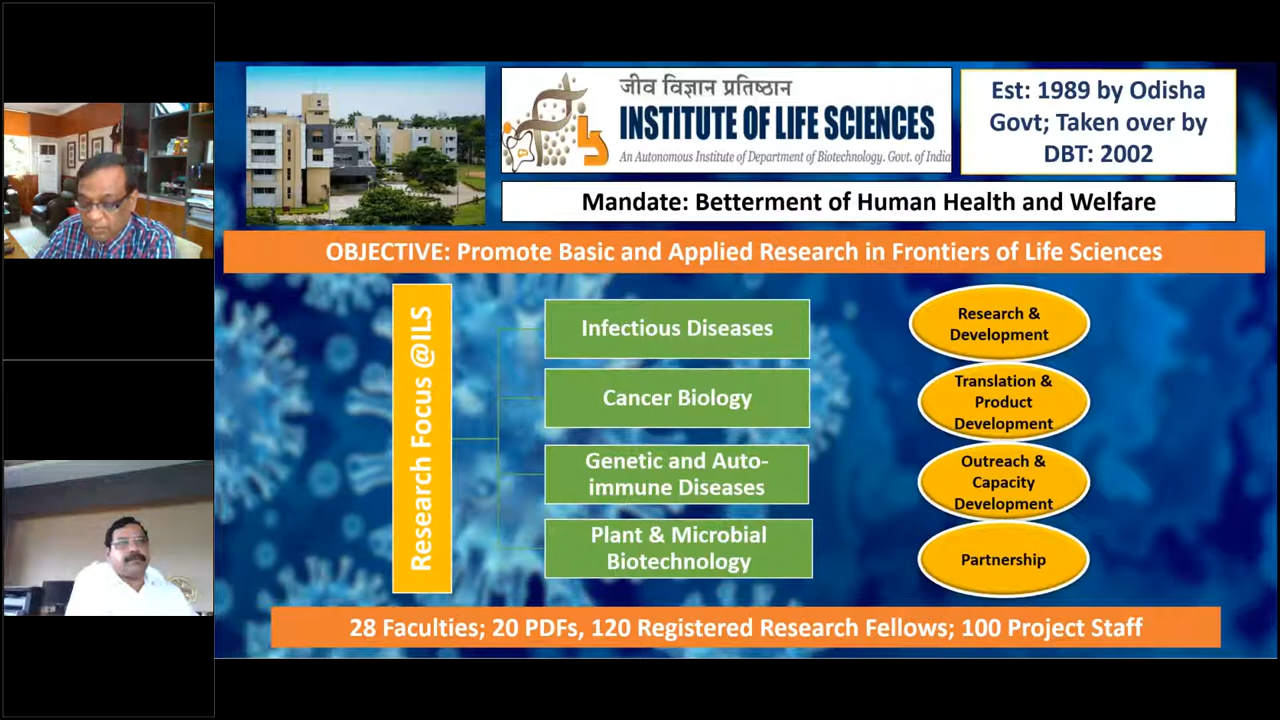 जीव विज्ञान प्रतिष्ठान
INSTITUTE OF LIFE SCIENCES
An Autonomous Institute of Department of Biotechnology. Govt. of India
Est: 1989 by Odisha
Govt; Taken over by
DBT: 2002
Mandate: Betterment of Human Health and Welfare
OBJECTIVE: Promote Basic and Applied Research in Frontiers of Life Sciences
Research Focus @ILS
Infectious Diseases
Cancer Biology
Genetic and Auto-
immune Diseases
Plant & Microbial
Biotechnology
Research &
Development
Translation &
Product
Development
Outreach &
Capacity
Development
Partnership
28 Faculties; 20 PDFs, 120 Registered Research Fellows; 100 Project Staff